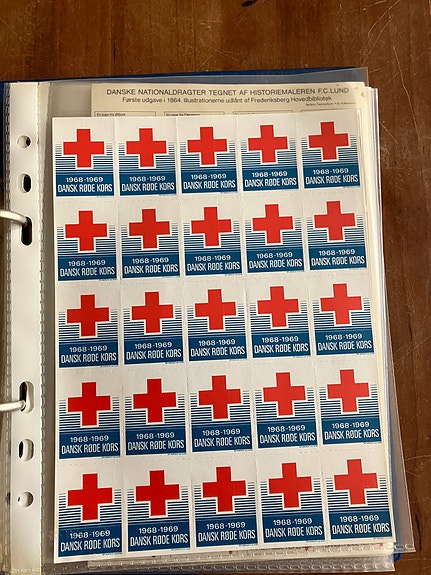 DANSKE NATIONALDRAGTER TEGNET AF HISTORIEMALEREN F.C. LUND
Første udgave i 1864. Illustrationerne udlånt af Frederiksberg Hovedbibliotek
1968-1969 1968-1969 1968-1969 1968-1969 1968-1969
DANSK RØDE KORS DANSK RØDE KORS DANSK RØDE KORS DANSK RØDE KORS DANSK RØDE KORS
1968-1969 1968-1969 1968-1969 1968-1969 1968-1969
DANSK RØDE KORS DANSK RØDE KORS DANSK RØDE KORS DANSK RØDE KORS DANSK RØDE KORS
1968-1969 1968-1969 1968-1969 1968-1969 1968-1969
DANSK RØDE KORS DANSK RØDE KORS DANSK RØDE KORS DANSK RØDE KORS DANSK RØDE KORS
1968-1969 1968-1969 1968-1969 1968-1969 1968-1969
DANSK RØDE KORS DANSK RØDE KORS DANSK RØDE KORS DANSK RØDE KORS DANSK RØDE KORS
1968-1969 1968-1969 1968-1969 1968-1969 1968-1969
DANSK RØDE KORS DANSK RØDE KORS DANSK RØDE KORS DANSK RØDE KORS DANSK RØDE KORS